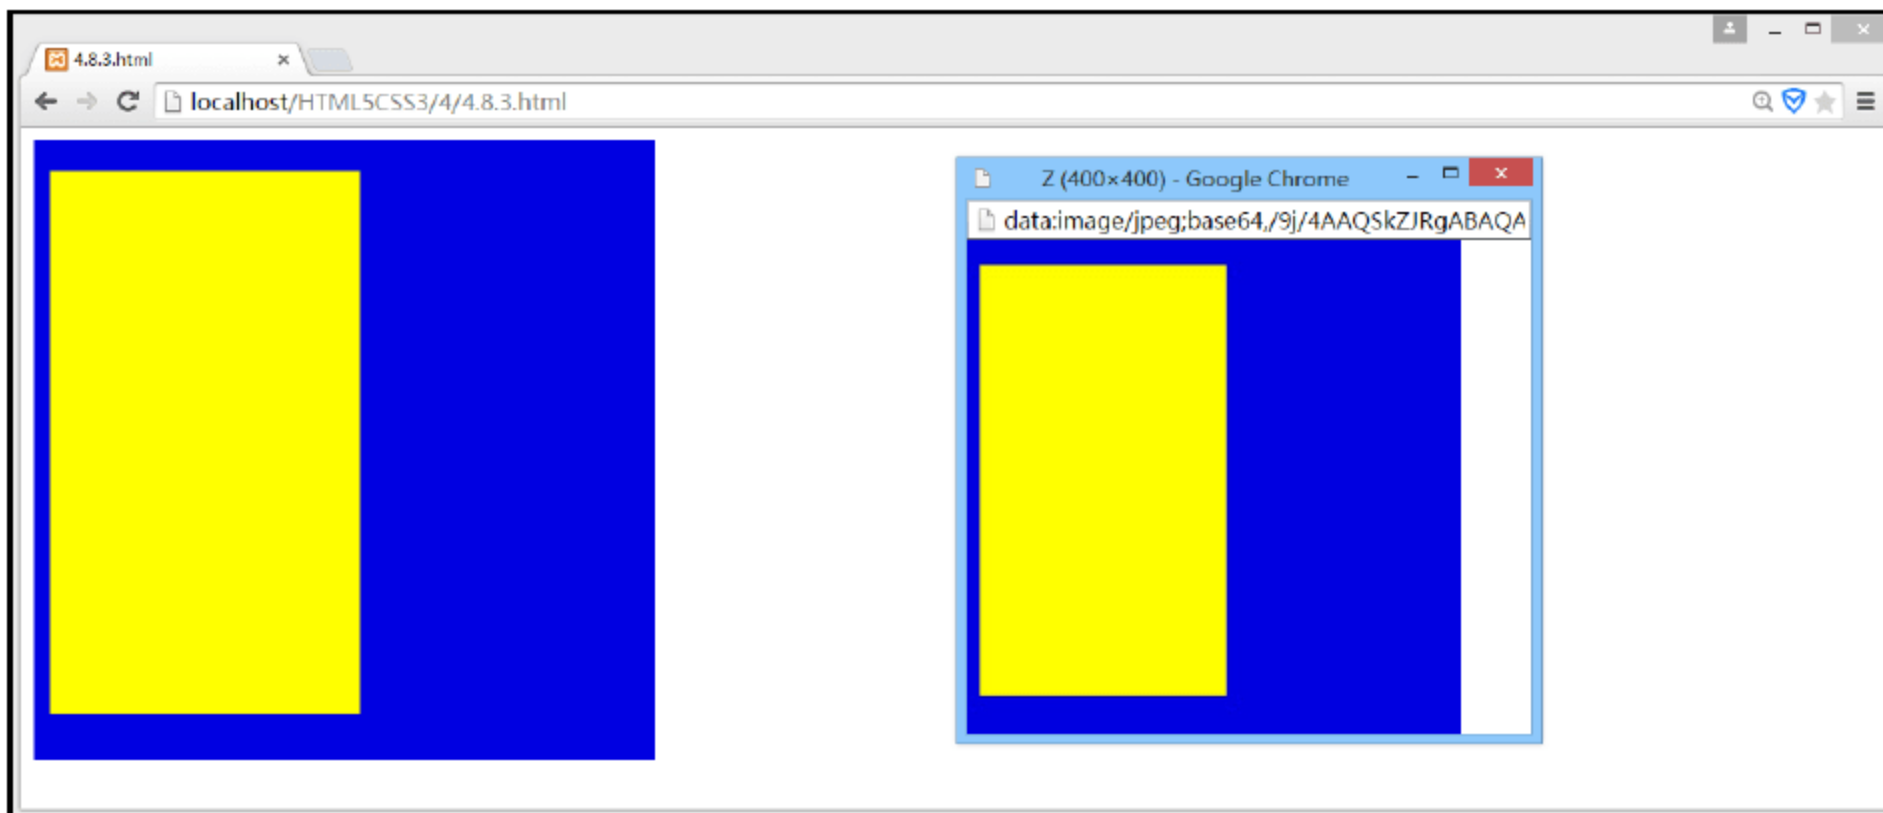 4.8.3.html
localhost/HTML5CSS3/4/4.8.3.html
Z (400×400) - Google Chrome
data:image/jpeg;base64,/9j/4AAQSkZJRgABAQA